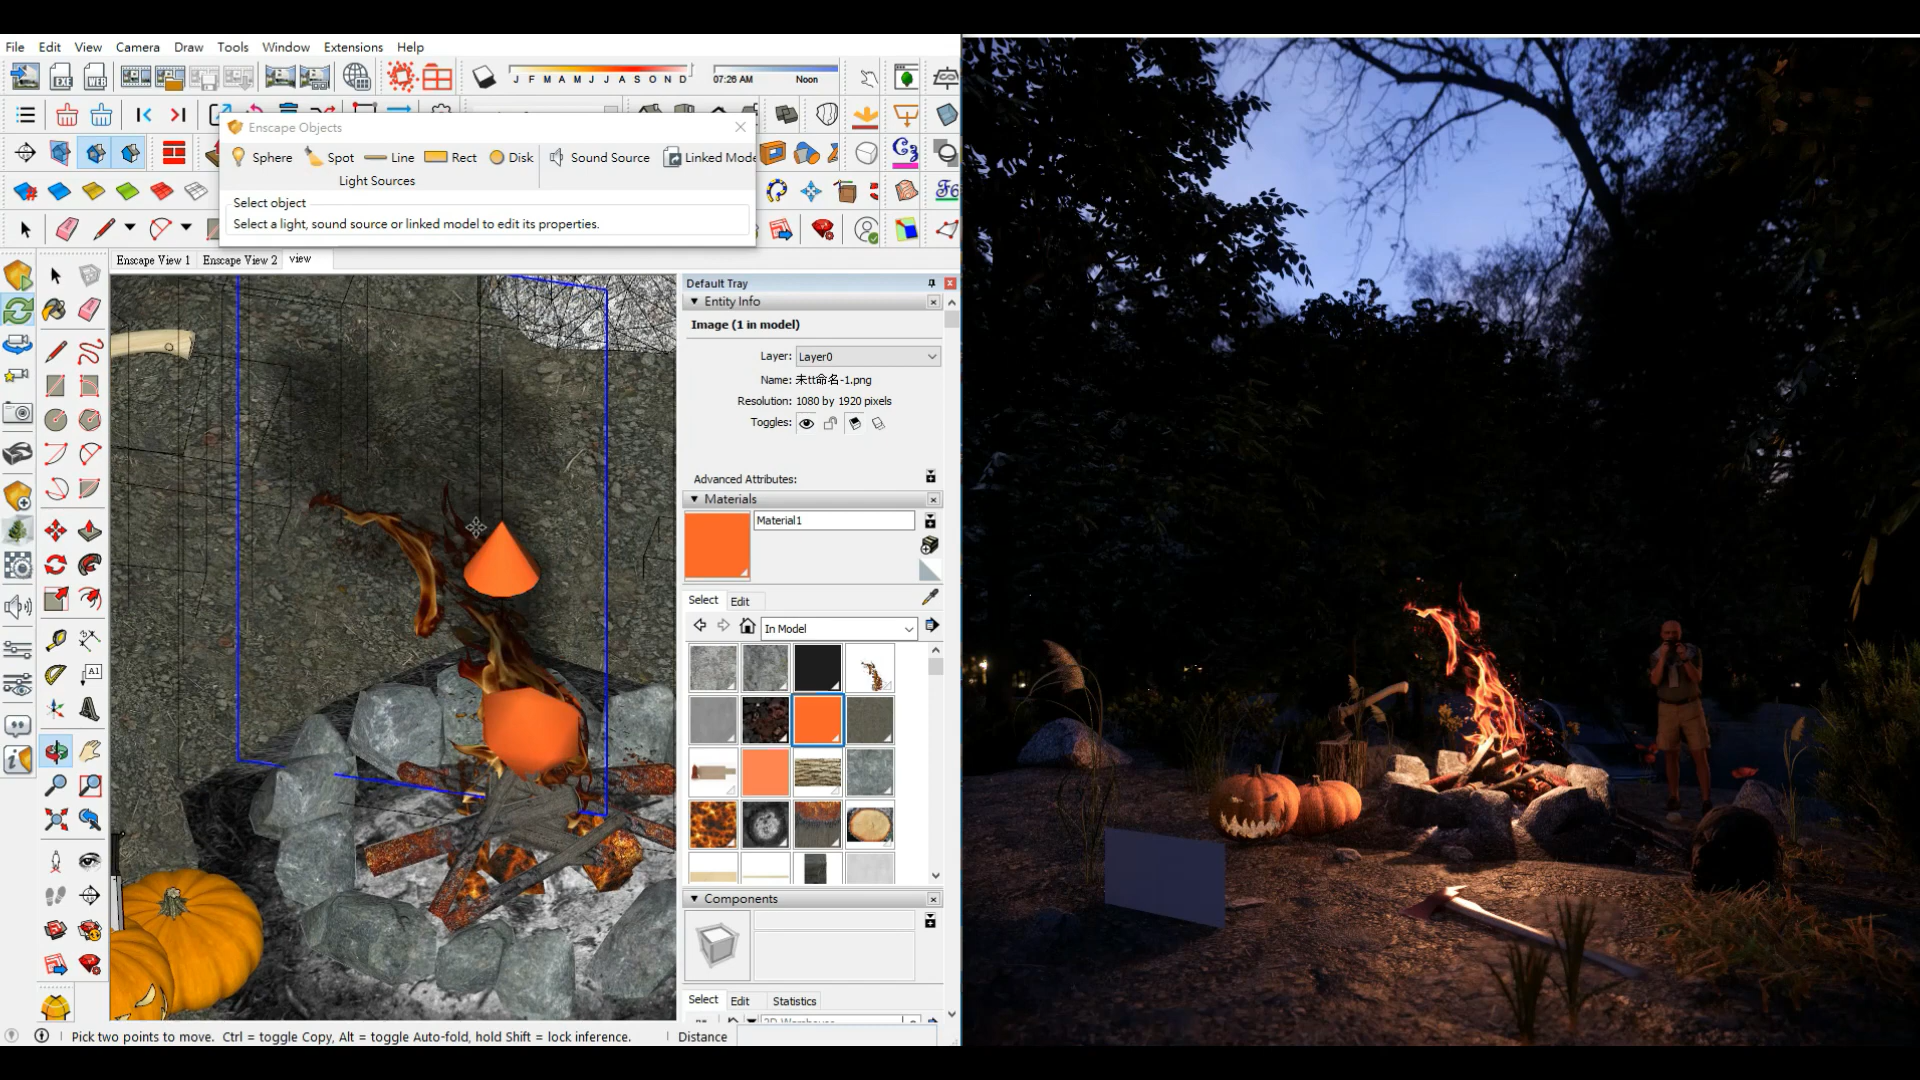 File Edit View Camera Draw Tools Window Extensions Help
J F M A M J J A S O N D
07:26 AM Noon
Enscape Objects
Sphere Spot Line Rect Disk Sound Source Linked Mode
Light Sources
Select object
Select a light, sound source or linked model to edit its properties.
Enscape View 1 Enscape View 2 view
Default Tray
Entity Info
Image (1 in model)
Layer: Layer0
Name: 未tt命名-1.png
Resolution: 1080 by 1920 pixels
Toggles:
Advanced Attributes:
Materials
Material1
Select Edit
In Model
Components
Select Edit Statistics
Pick two points to move. Ctrl = toggle Copy, Alt = toggle Auto-fold, hold Shift = lock inference.
Distance